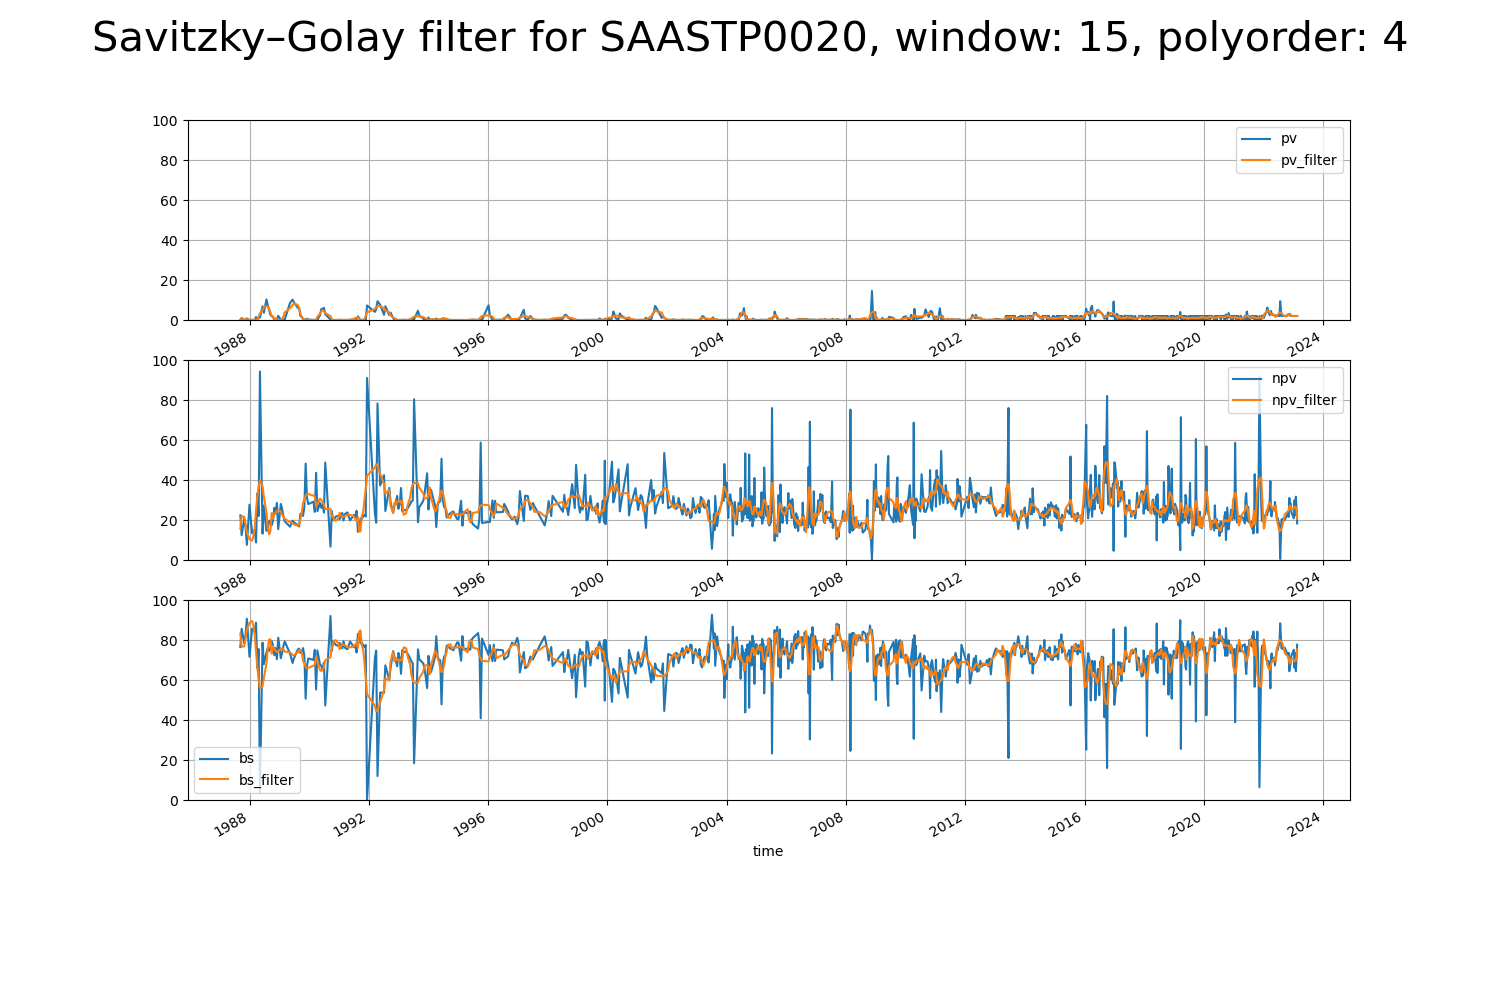 Savitzky–Golay filter for SAASTP0020, window: 15, polyorder: 4
100
80
60
40
20
0
pv
pv_filter
1988 1992 1996 2000 2004 2008 2012 2016 2020 2024
100
80
60
40
20
0
npv
npv_filter
1988 1992 1996 2000 2004 2008 2012 2016 2020 2024
100
80
60
40
20
0
bs
bs_filter
1988 1992 1996 2000 2004 2008 2012 2016 2020 2024
time